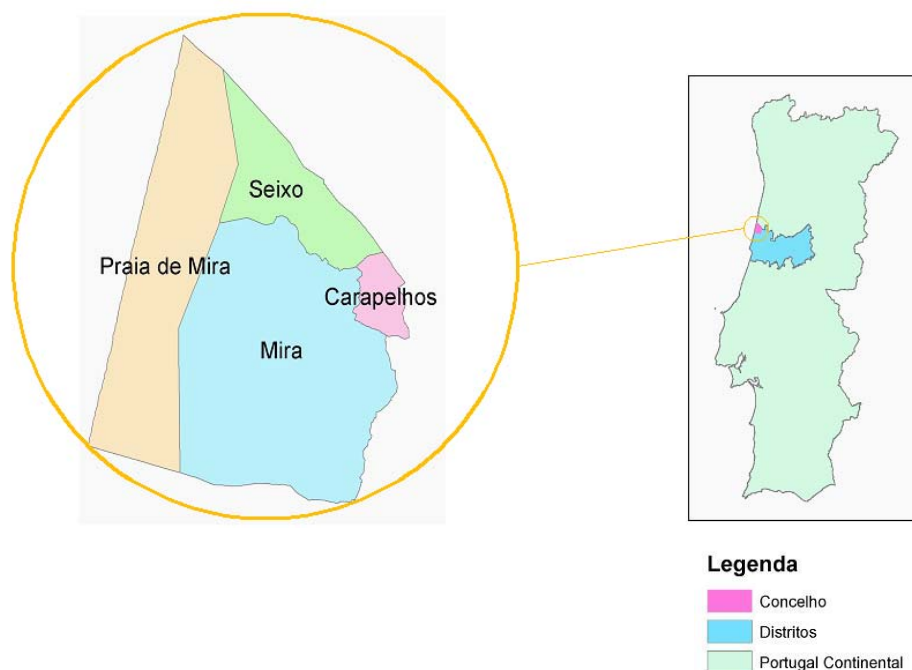 Seixo
Praia de Mira
Carapelhos
Mira
Legenda
Concelho
Distritos
Portugal Continental